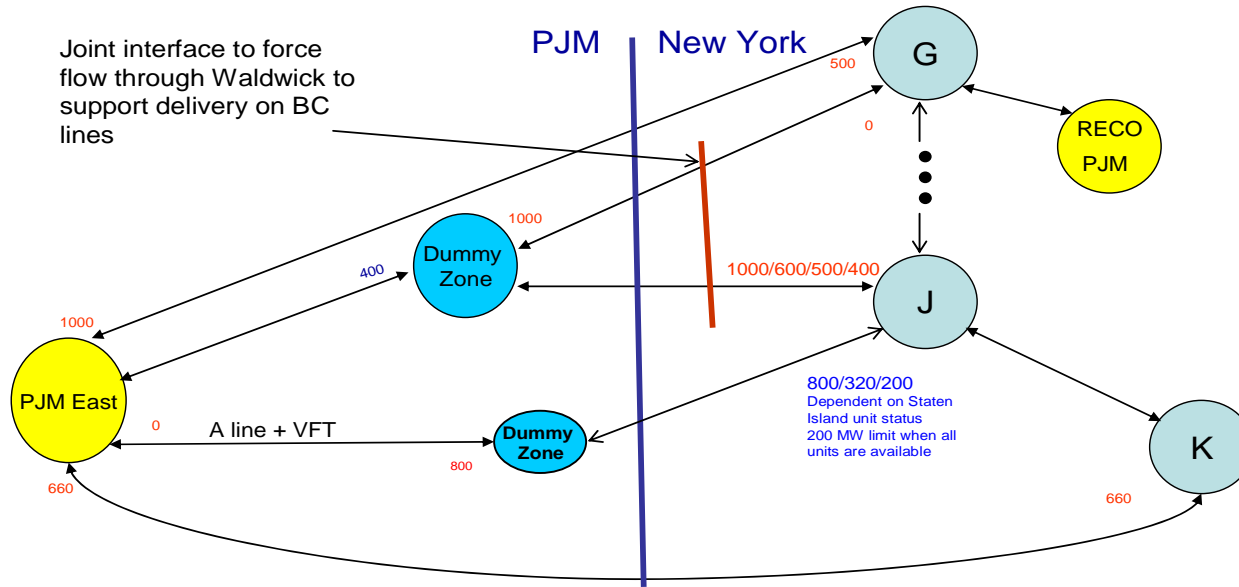 Joint interface to force
flow through Waldwick to
support delivery on BC
lines
PJM
New York
500
G
0
RECO
PJM
1000
Dummy
Zone
400
1000/600/500/400
J
1000
PJM East
0
A line + VFT
800
Dummy
Zone
800/320/200
Dependent on Staten
Island unit status
200 MW limit when all
units are available
K
660
660